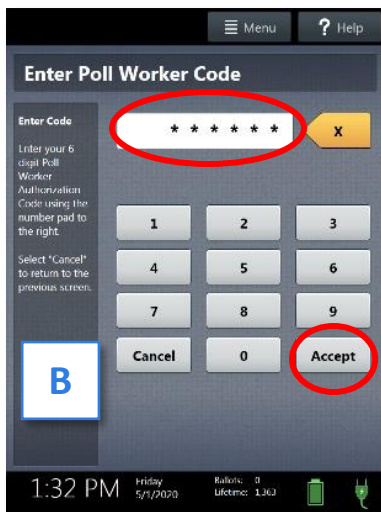 Menu ? Help
Enter Poll Worker Code
Enter Code
Enter your 6
digit Poll
Worker
Authorization
Code using the
number pad to
the right.
Select "Cancel"
to return to the
previous screen.
* * * * * * X
1 2 3
4 5 6
7 8 9
Cancel 0 Accept
B
1:32 PM Friday 5/1/2020 Ballots: 0 Lifetime: 1,363